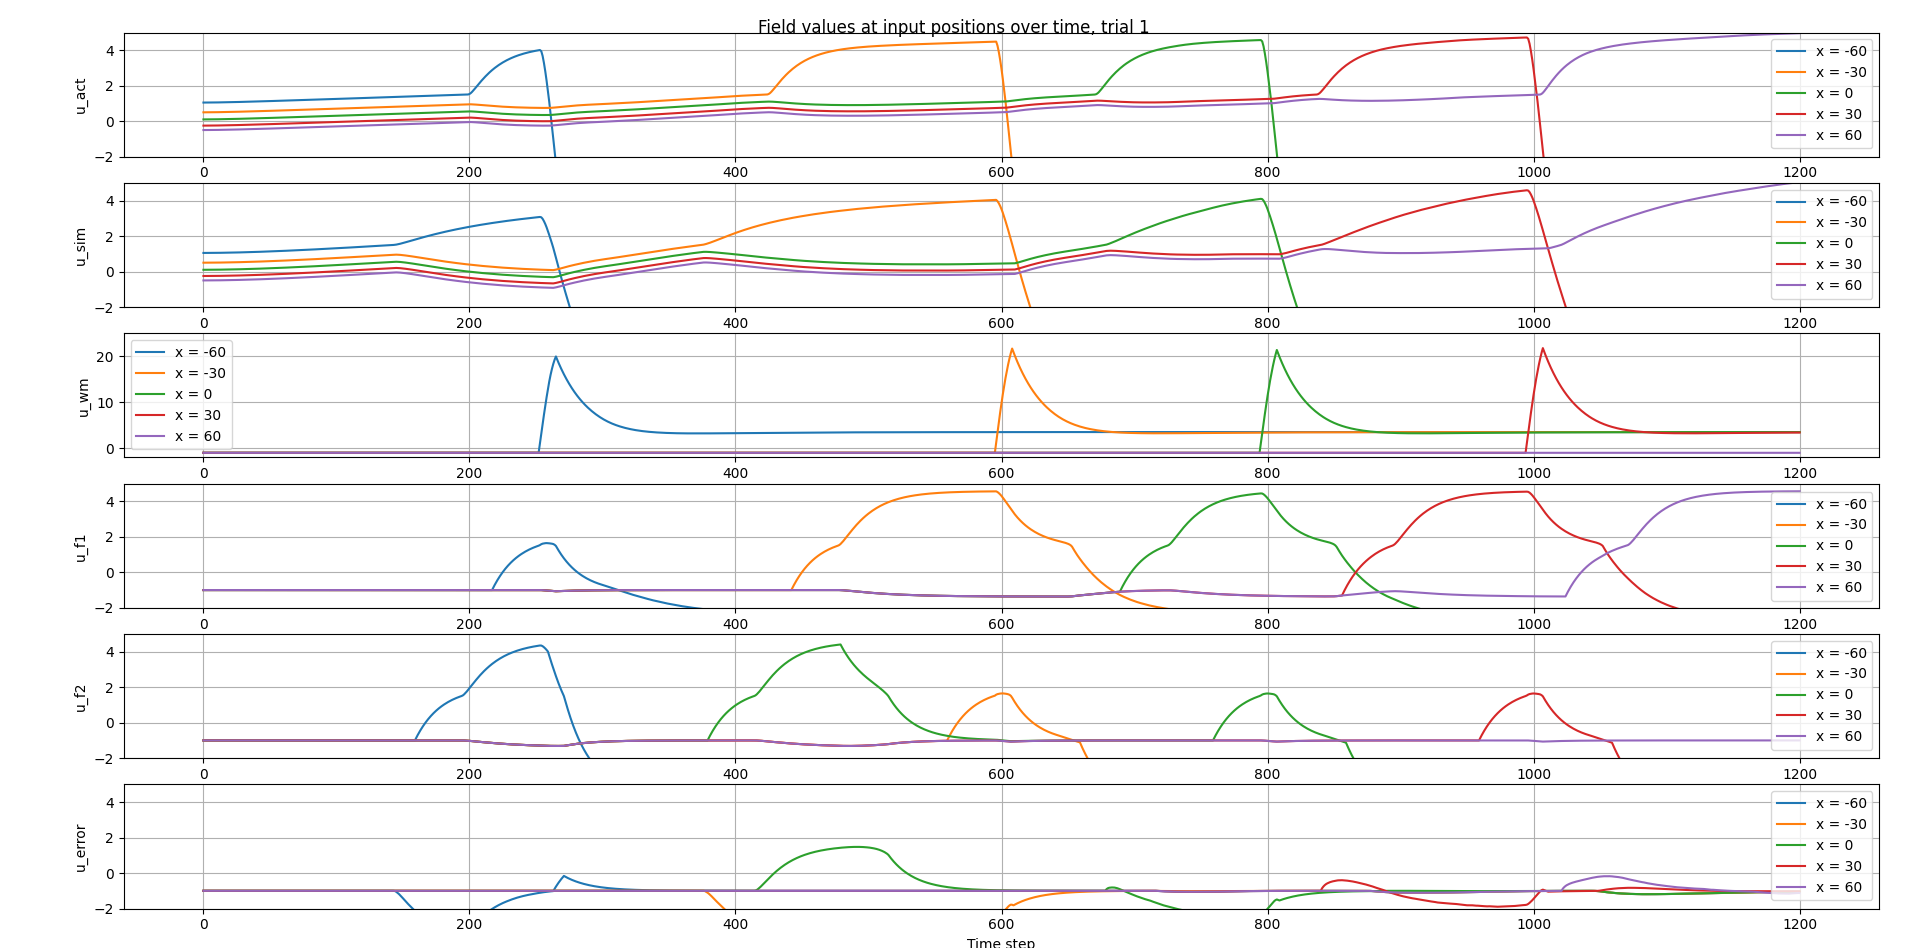 Field values at input positions over time, trial 1
u_act
4
2
0
−2
0 200 400 600 800 1000 1200
x = -60
x = -30
x = 0
x = 30
x = 60
u_sim
4
2
0
−2
0 200 400 600 800 1000 1200
x = -60
x = -30
x = 0
x = 30
x = 60
u_wm
20
10
0
0 200 400 600 800 1000 1200
x = -60
x = -30
x = 0
x = 30
x = 60
u_f1
4
2
0
−2
0 200 400 600 800 1000 1200
x = -60
x = -30
x = 0
x = 30
x = 60
u_f2
4
2
0
−2
0 200 400 600 800 1000 1200
x = -60
x = -30
x = 0
x = 30
x = 60
u_error
4
2
0
−2
0 200 400 600 800 1000 1200
x = -60
x = -30
x = 0
x = 30
x = 60
Time step